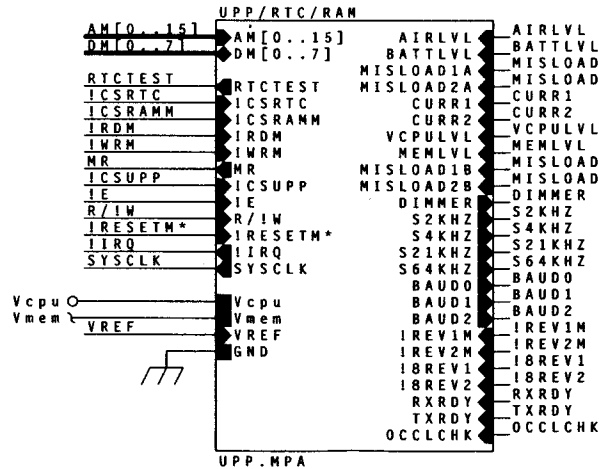 UPP/RTC/RAM
AM[0..15] AM[0..15] AIRLVL AIRLVL
DM[0..7] DM[0..7] BATTLVL BATTLVL
MISLOAD1A MISLOAD
RTCTEST RTCTEST MISLOAD2A MISLOAD
!CSRTC !CSRTC CURR1 CURR1
!CSRAMM !CSRAMM CURR2 CURR2
!RDM !RDM VCPULVL VCPULVL
!WRM !WRM MEMLVL MEMLVL
MR MR MISLOAD1B MISLOAD
!CSUPP !CSUPP MISLOAD2B MISLOAD
!E !E DIMMER DIMMER
R/!W R/!W S2KHZ S2KHZ
!RESETM* !RESETM* S4KHZ S4KHZ
!IRQ !IRQ S21KHZ S21KHZ
SYSCLK SYSCLK S64KHZ S64KHZ
BAUD0 BAUD0
Vcpu Vcpu BAUD1 BAUD1
Vmem Vmem BAUD2 BAUD2
VREF VREF !REV1M !REV1M
GND !REV2M !REV2M
!8REV1 !8REV1
!8REV2 !8REV2
RXRDY RXRDY
TXRDY TXRDY
OCCLCHK OCCLCHK
UPP.MPA